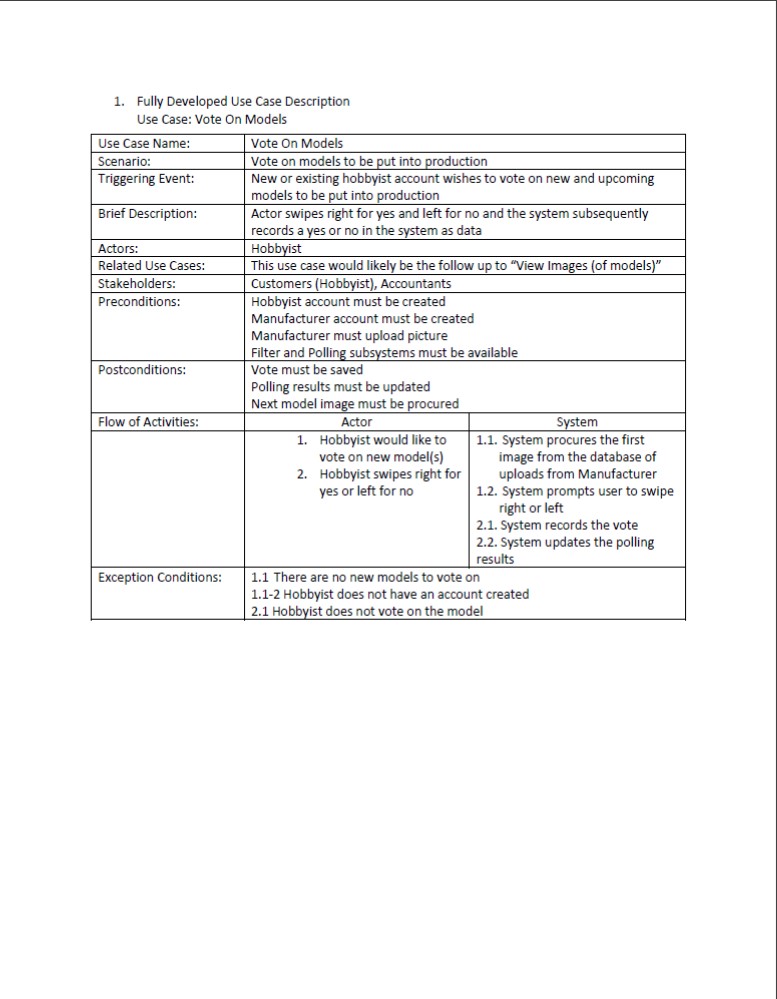 1. Fully Developed Use Case Description
Use Case: Vote On Models
Use Case Name: Vote On Models
Scenario: Vote on models to be put into production
Triggering Event: New or existing hobbyist account wishes to vote on new and upcoming
models to be put into production
Brief Description: Actor swipes right for yes and left for no and the system subsequently
records a yes or no in the system as data
Actors: Hobbyist
Related Use Cases: This use case would likely be the follow up to “View Images (of models)”
Stakeholders: Customers (Hobbyist), Accountants
Preconditions: Hobbyist account must be created
Manufacturer account must be created
Manufacturer must upload picture
Filter and Polling subsystems must be available
Postconditions: Vote must be saved
Polling results must be updated
Next model image must be procured
Flow of Activities: Actor System
1. Hobbyist would like to
vote on new model(s)
2. Hobbyist swipes right for
yes or left for no
1.1. System procures the first
image from the database of
uploads from Manufacturer
1.2. System prompts user to swipe
right or left
2.1. System records the vote
2.2. System updates the polling
results
Exception Conditions: 1.1 There are no new models to vote on
1.1-2 Hobbyist does not have an account created
2.1 Hobbyist does not vote on the model